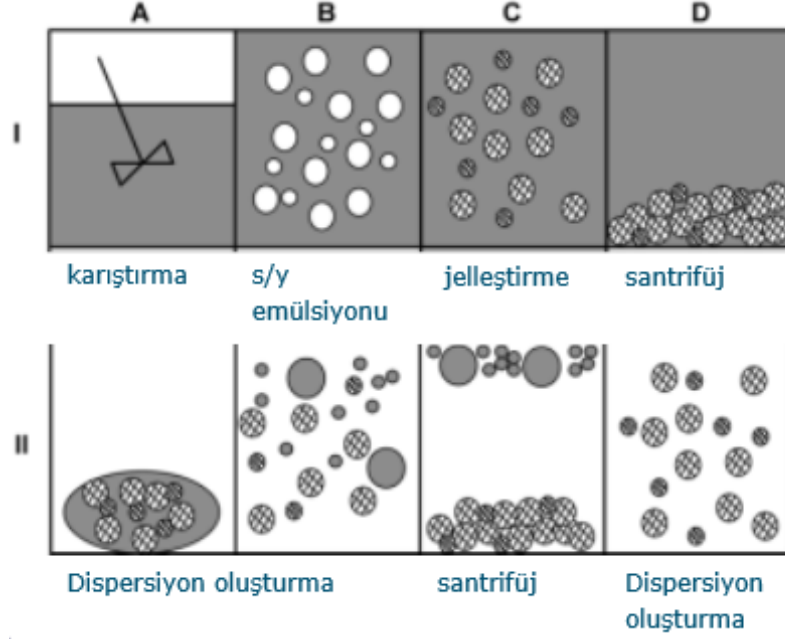 A B C D
I
karıştırma s/y jelleştirme santrifüj
emülsiyonu
II
Dispersiyon oluşturma santrifüj Dispersiyon
oluşturma